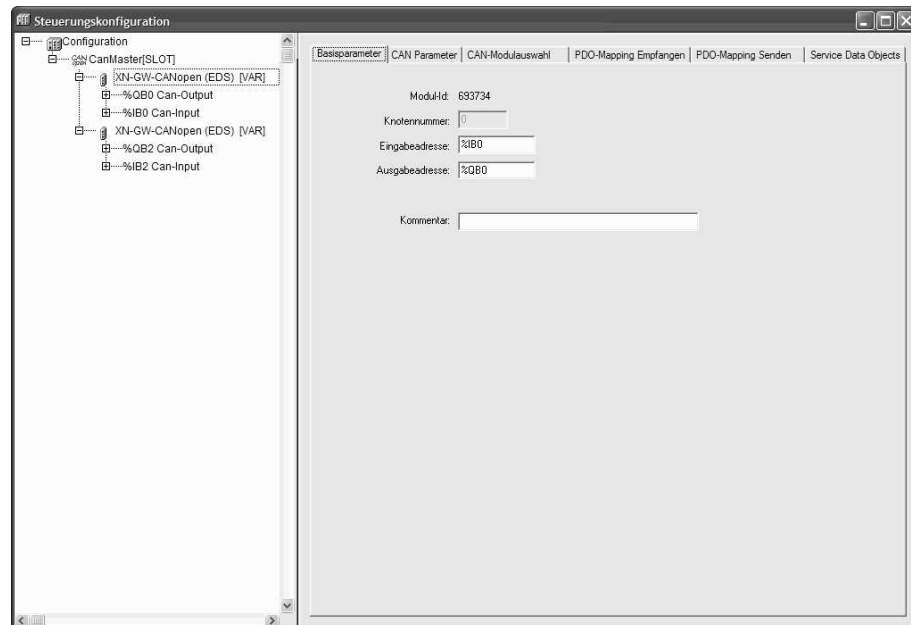 Steuerungskonfiguration
Configuration
CanMaster[SLOT]
XN-GW-CANopen (EDS) [VAR]
%QB0 Can-Output
%IB0 Can-Input
XN-GW-CANopen (EDS) [VAR]
%QB2 Can-Output
%IB2 Can-Input
Basisparameter CAN Parameter CAN-Modulauswahl PDO-Mapping Empfangen PDO-Mapping Senden Service Data Objects
Modul-Id: 693734
Knotennummer: 0
Eingabeadresse: %IB0
Ausgabeadresse: %QB0
Kommentar: